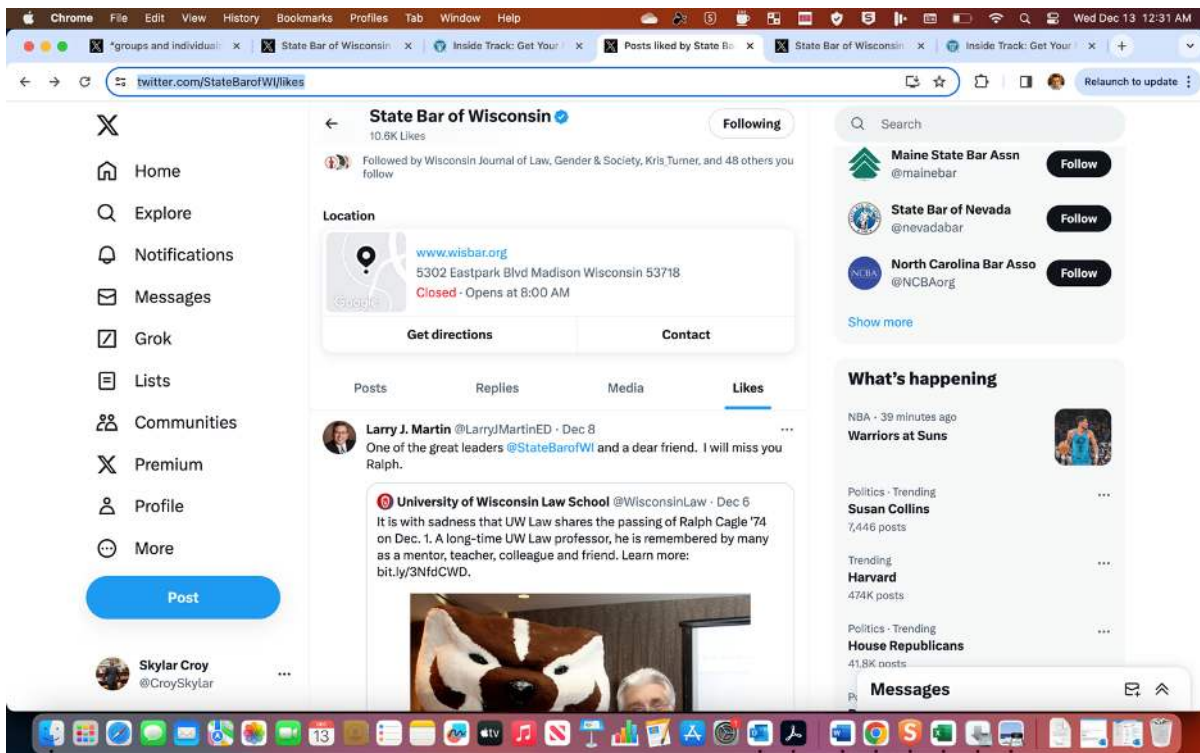 Chrome File Edit View History Bookmarks Profiles Tab Window Help Wed Dec 13 12:31 AM
"groups and individual: State Bar of Wisconsin Inside Track: Get Your Posts liked by State Ba State Bar of Wisconsin Inside Track: Get Your
twitter.com/StateBarofWI/likes Relaunch to update
State Bar of Wisconsin
10.6K Likes
Following
Followed by Wisconsin Journal of Law, Gender & Society, Kris_Turner, and 48 others you
follow
Location
www.wisbar.org
5302 Eastpark Blvd Madison Wisconsin 53718
Closed · Opens at 8:00 AM
Google
Get directions Contact
Posts Replies Media Likes
Larry J. Martin @LarryJMartinED · Dec 8
One of the great leaders @StateBarofWI and a dear friend. I will miss you
Ralph.
University of Wisconsin Law School @WisconsinLaw · Dec 6
It is with sadness that UW Law shares the passing of Ralph Cagle '74
on Dec. 1. A long-time UW Law professor, he is remembered by many
as a mentor, teacher, colleague and friend. Learn more:
bit.ly/3NfdCWD.
Home
Explore
Notifications
Messages
Grok
Lists
Communities
Premium
Profile
More
Post
Skylar Croy
@CroySkylar
Search
Maine State Bar Assn
@mainebar
Follow
State Bar of Nevada
@nevadabar
Follow
NCBA
North Carolina Bar Asso
@NCBAorg
Follow
Show more
What's happening
NBA · 39 minutes ago
Warriors at Suns
Politics · Trending
Susan Collins
7,446 posts
Trending
Harvard
474K posts
Politics · Trending
House Republicans
41.8K posts
Messages
13
tv